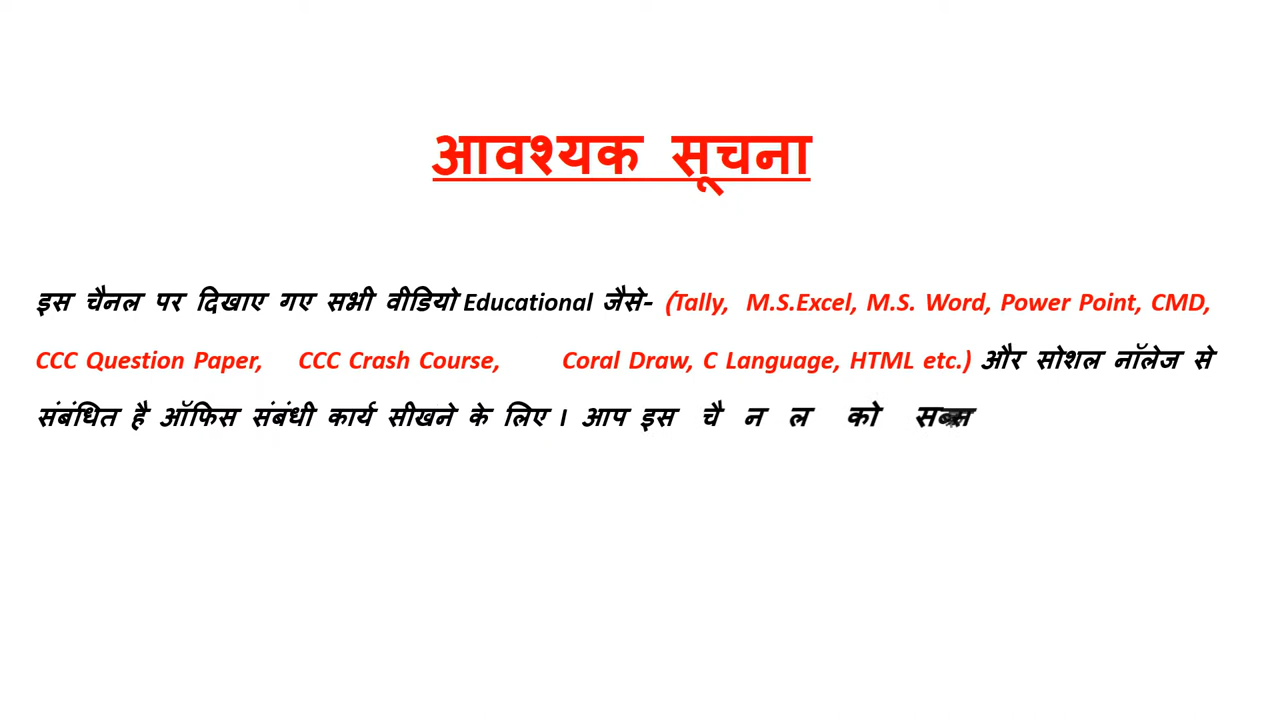 आवश्यक सूचना
इस चैनल पर दिखाए गए सभी वीडियो Educational जैसे- (Tally, M.S.Excel, M.S. Word, Power Point, CMD,
CCC Question Paper, CCC Crash Course, Coral Draw, C Language, HTML etc.) और सोशल नॉलेज से
संबंधित है ऑफिस संबंधी कार्य सीखने के लिए । आप इस चैनल को